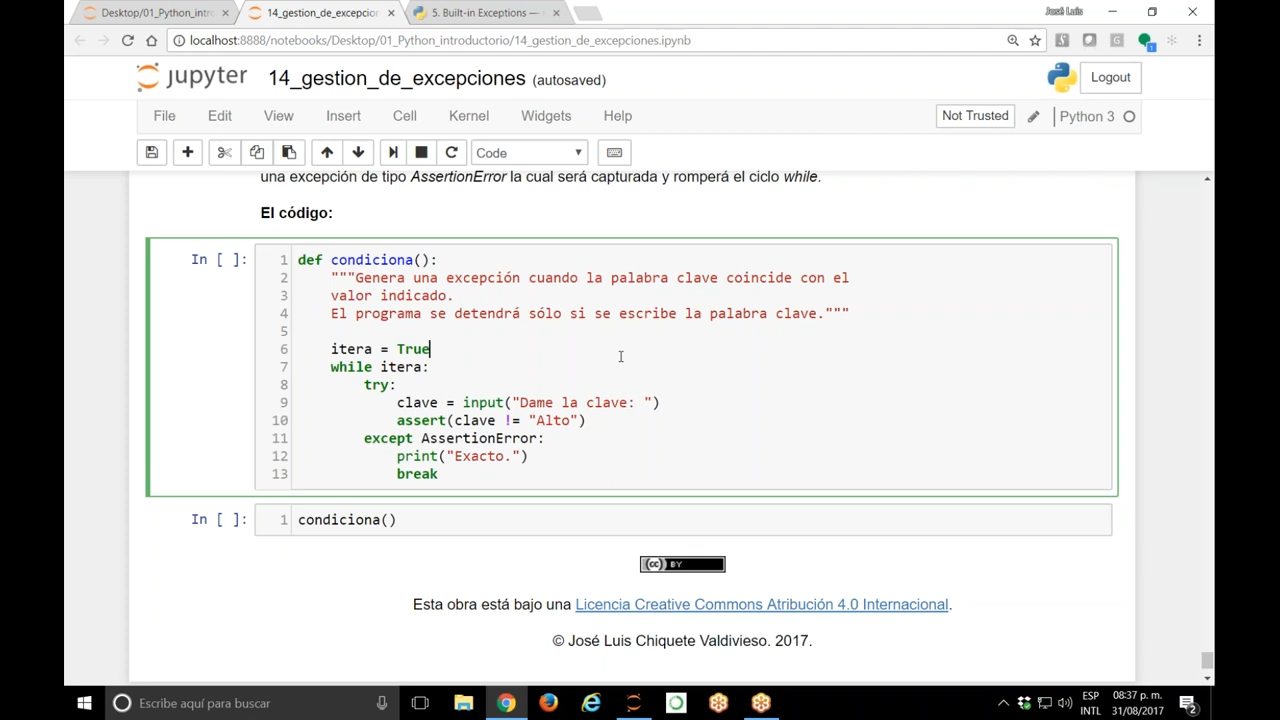 José Luis
Desktop/01_Python_intro
14_gestion_de_excepcion
5. Built-in Exceptions —
localhost:8888/notebooks/Desktop/01_Python_introductorio/14_gestion_de_excepciones.ipynb
jupyter 14_gestion_de_excepciones (autosaved)
Logout
File Edit View Insert Cell Kernel Widgets Help
Not Trusted
Python 3
Code
una excepción de tipo AssertionError la cual será capturada y romperá el ciclo while.
El código:
In [ ]:
1 def condiciona():
2 """Genera una excepción cuando la palabra clave coincide con el
3 valor indicado.
4 El programa se detendrá sólo si se escribe la palabra clave."""
5
6 itera = True
7 while itera:
8 try:
9 clave = input("Dame la clave: ")
10 assert(clave != "Alto")
11 except AssertionError:
12 print("Exacto.")
13 break
In [ ]:
1 condiciona()
cc BY
Esta obra está bajo una Licencia Creative Commons Atribución 4.0 Internacional.
© José Luis Chiquete Valdivieso. 2017.
Escribe aquí para buscar
ESP
INTL
08:37 p. m.
31/08/2017
2